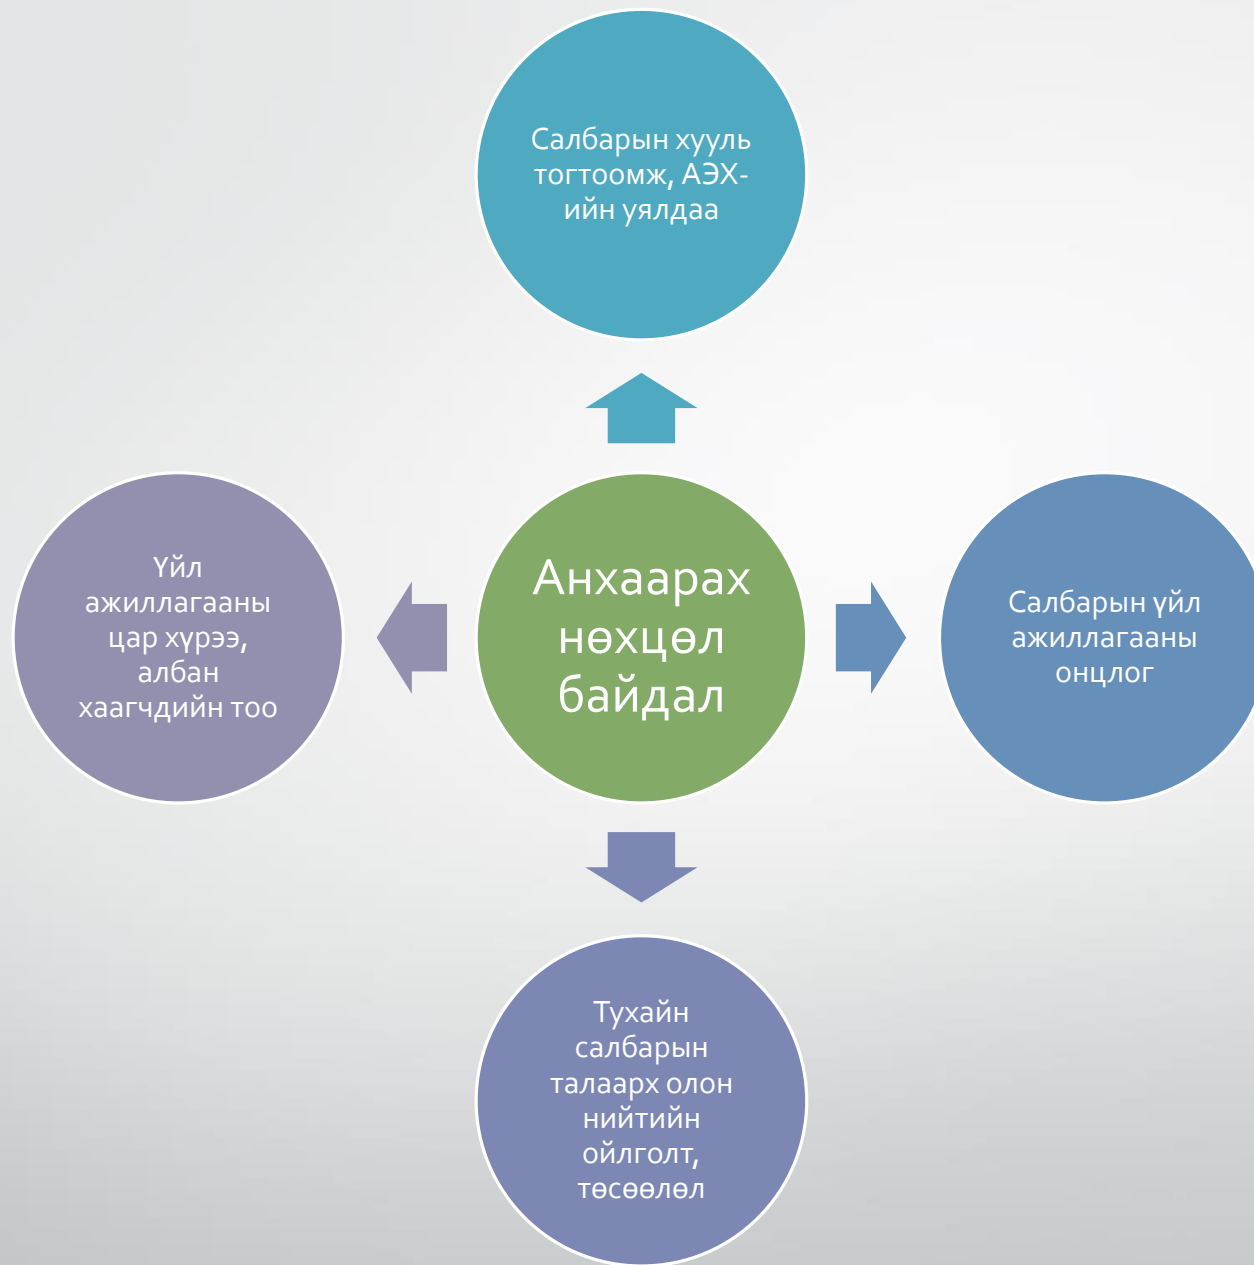 Салбарын хууль
тогтоомж, АЭХ-
ийн уялдаа
Үйл
ажиллагааны
цар хүрээ,
албан
хаагчдийн тоо
Анхаарах
нөхцөл
байдал
Салбарын үйл
ажиллагааны
онцлог
Тухайн
салбарын
талаарх олон
нийтийн
ойлголт,
төсөөлөл